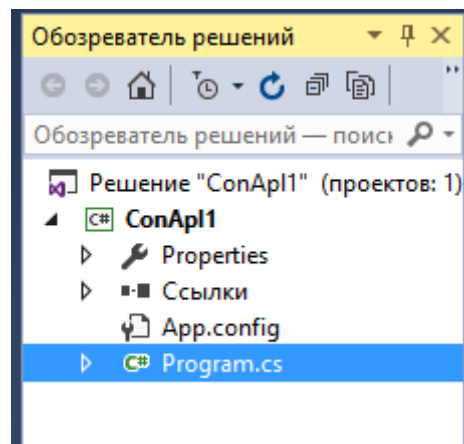 Обозреватель решений
Обозреватель решений — поис
Решение "ConApl1" (проектов: 1)
C# ConApl1
Properties
Ссылки
App.config
C# Program.cs